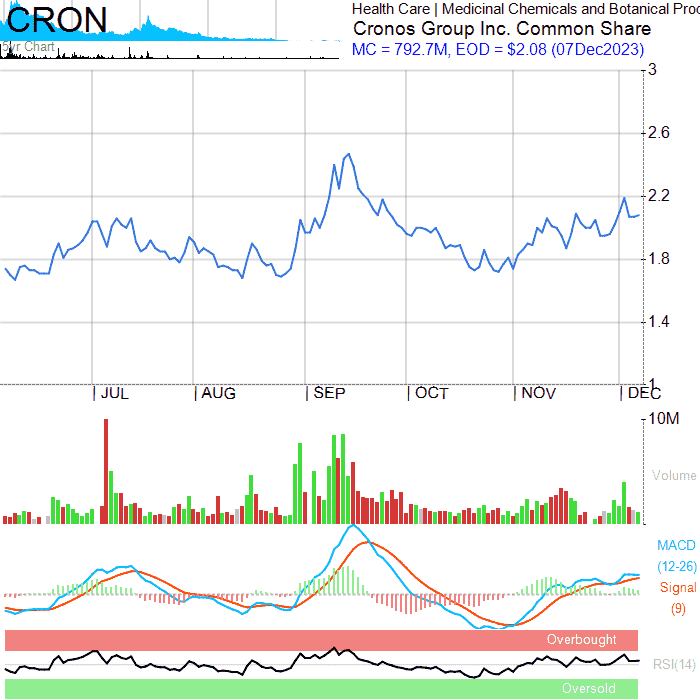 CRON
Health Care | Medicinal Chemicals and Botanical Proc
Cronos Group Inc. Common Share
5yr Chart
MC = 792.7M, EOD = $2.08 (07Dec2023)
3
2.6
2.2
1.8
1.4
1
JUL AUG SEP OCT NOV DEC
10M
Volume
MACD
(12-26)
Signal
(9)
Overbought
RSI(14)
Oversold